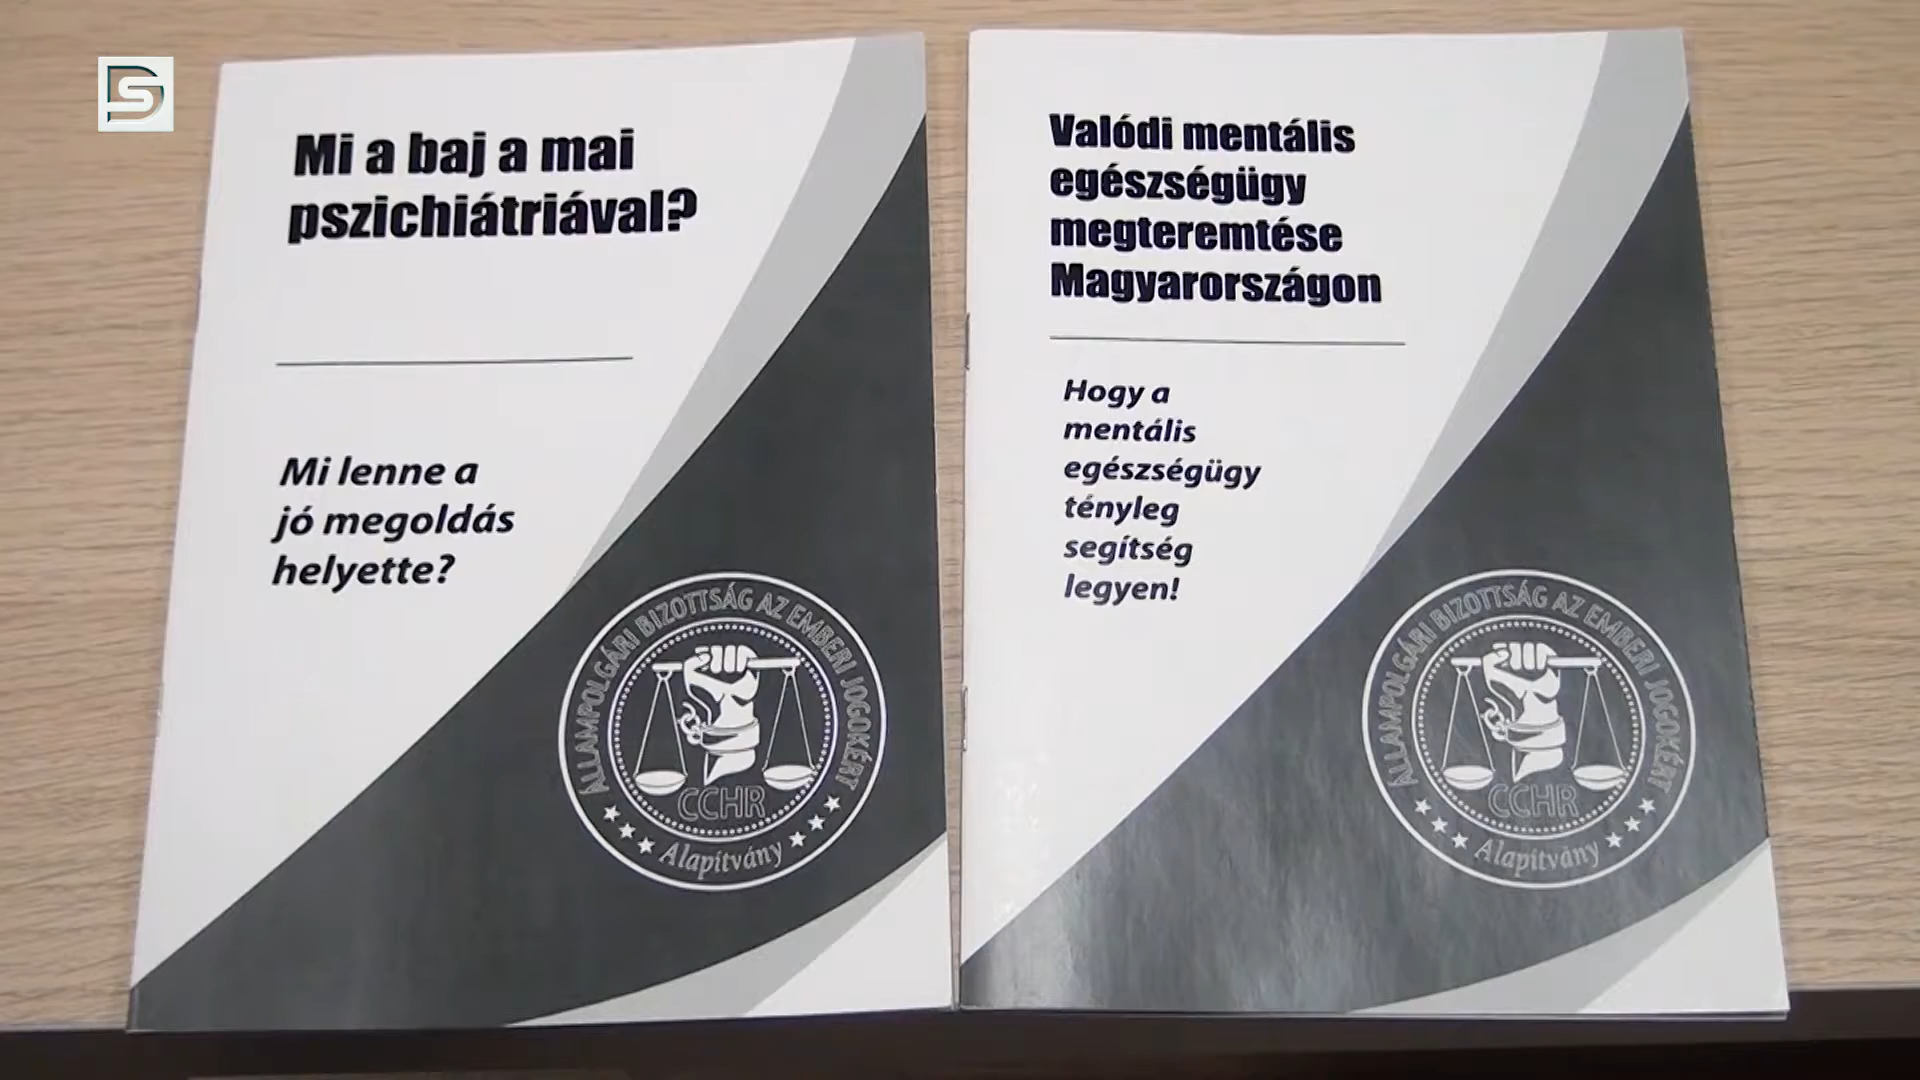 DS
Mi a baj a mai
pszichiátriával?
Mi lenne a
jó megoldás
helyette?
ÁLLAMPOLGÁRI BIZOTTSÁG AZ EMBERI JOGOKÉRT
CCHR
Alapítvány
Valódi mentális
egészségügy
megteremtése
Magyarországon
Hogy a
mentális
egészségügy
tényleg
segítség
legyen!
ÁLLAMPOLGÁRI BIZOTTSÁG AZ EMBERI JOGOKÉRT
CCHR
Alapítvány